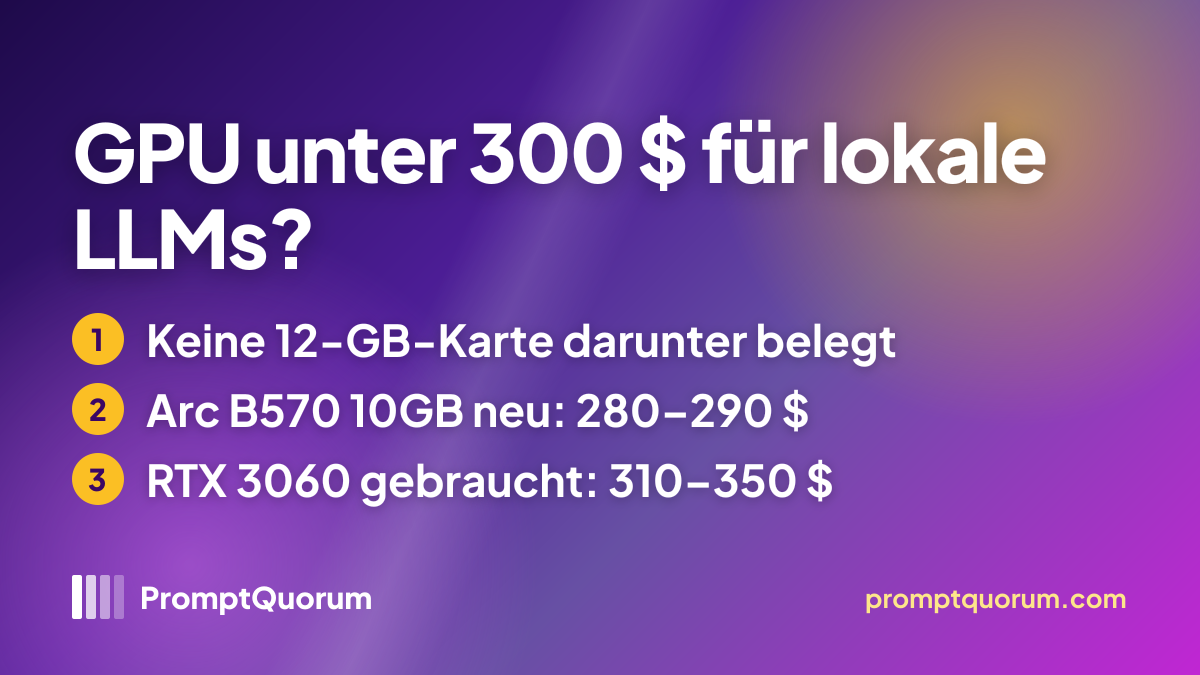 GPU unter 300 $ für lokale
LLMs?
1 Keine 12-GB-Karte darunter belegt
2 Arc B570 10GB neu: 280–290 $
3 RTX 3060 gebraucht: 310–350 $
PromptQuorum
promptquorum.com